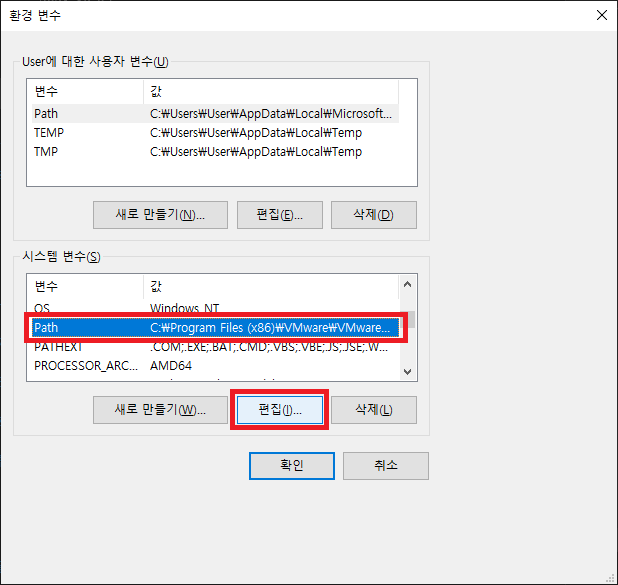 환경 변수
User에 대한 사용자 변수(U)
변수 값
Path C:₩Users₩User₩AppData₩Local₩Microsoft...
TEMP C:₩Users₩User₩AppData₩Local₩Temp
TMP C:₩Users₩User₩AppData₩Local₩Temp
새로 만들기(N)... 편집(E)... 삭제(D)
시스템 변수(S)
변수 값
OS Windows_NT
Path C:₩Program Files (x86)₩VMware₩VMware...
PATHEXT .COM;.EXE;.BAT;.CMD;.VBS;.VBE;.JS;.JSE;.W...
PROCESSOR_ARC... AMD64
새로 만들기(W)... 편집(I)... 삭제(L)
확인 취소